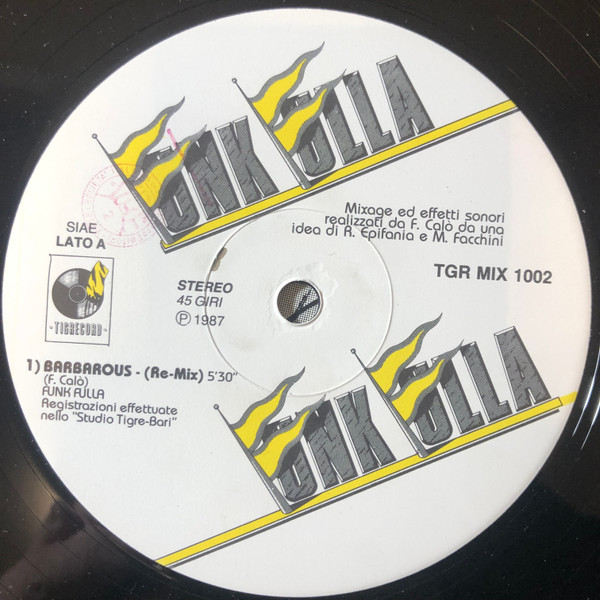 FUNK FULLA
Mixage ed effetti sonori
realizzati da F. Calò da una
idea di R. Epifania e M. Facchini
SIAE
LATO A
TIGRECORD
STEREO
45 GIRI
Ⓟ 1987
TGR MIX 1002
1) BARBAROUS - (Re-Mix) 5'30"
(F. Calò)
FUNK FULLA
Registrazioni effettuate
nello "Studio Tigre-Bari"
FUNK FULLA